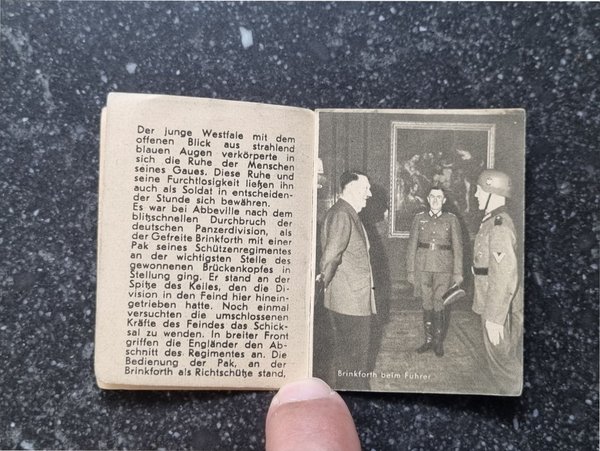 Der junge Westfale mit dem
offenen Blick aus strahlend
blauen Augen verkörperte in
sich die Ruhe der Menschen
seines Gaues. Diese Ruhe und
seine Furchtlosigkeit ließen ihn
auch als Soldat in entscheiden-
der Stunde sich bewähren.
Es war bei Abbeville nach dem
blitzschnellen Durchbruch der
deutschen Panzerdivision, als
der Gefreite Brinkforth mit einer
Pak seines Schützenregimentes
an der wichtigsten Stelle des
gewonnenen Brückenkopfes in
Stellung ging. Er stand an der
Spitze des Keiles, den die Di-
vision in den Feind hier hinein-
getrieben hatte. Noch einmal
versuchten die umschlossenen
Kräfte des Feindes das Schick-
sal zu wenden. In breiter Front
griffen die Engländer den Ab-
schnitt des Regimentes an. Die
Bedienung der Pak, an der
Brinkforth als Richtschütze stand,
Brinkforth beim Führer